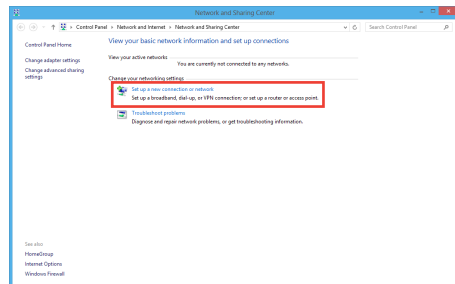 Network and Sharing Center
Control Panel › Network and Internet › Network and Sharing Center
Search Control Panel
Control Panel Home
Change adapter settings
Change advanced sharing
settings
View your basic network information and set up connections
View your active networks
You are currently not connected to any networks.
Change your networking settings
Set up a new connection or network
Set up a broadband, dial-up, or VPN connection; or set up a router or access point.
Troubleshoot problems
Diagnose and repair network problems, or get troubleshooting information.
See also
HomeGroup
Internet Options
Windows Firewall